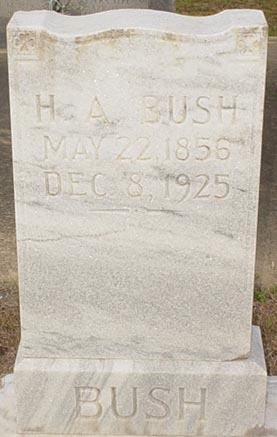 H. A. BUSH
MAY 22, 1856
DEC. 8, 1925
BUSH